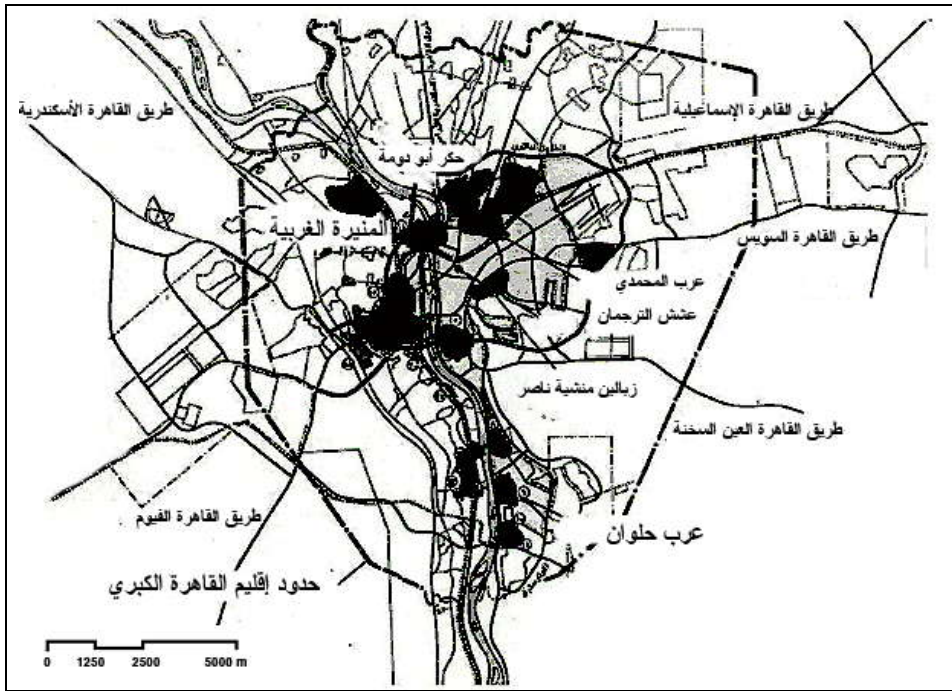 طريق القاهرة الأسكندرية
طريق القاهرة الإسماعيلية
حكر أبو دومة
المنيرة الغربية
طريق القاهرة السويس
عرب المحمدي
عشش الترجمان
زبالين منشية ناصر
طريق القاهرة العين السخنة
طريق القاهرة الفيوم
عرب حلوان
حدود إقليم القاهرة الكبري
0 1250 2500 5000 m